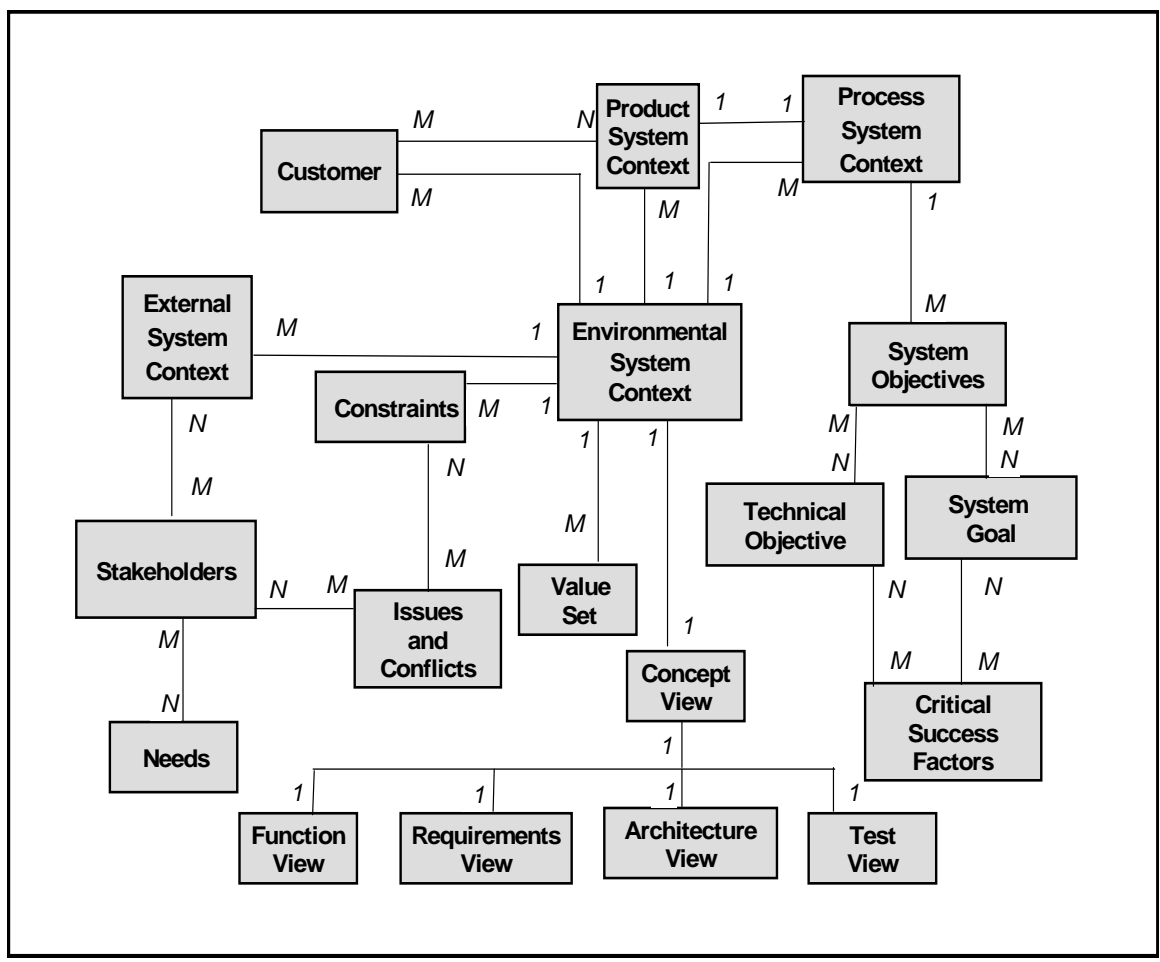 Product
System
Context
1
1
Process
System
Context
M
N
Customer
M
M
M
1
1
1
1
External
System
Context
M
1
Environmental
System
Context
M
System
Objectives
Constraints
M
1
N
M
1
1
M
M
N
N
N
M
Technical
Objective
System
Goal
Stakeholders
N
M
M
Issues
and
Conflicts
M
Value
Set
N
N
M
N
Needs
1
Concept
View
M
M
Critical
Success
Factors
1
1
1
1
1
Function
View
Requirements
View
Architecture
View
Test
View